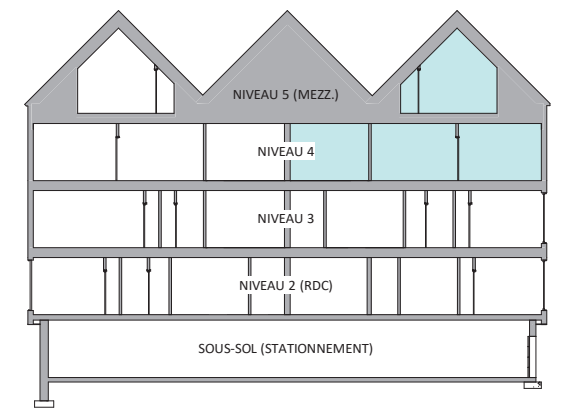 NIVEAU 5 (MEZZ.)
NIVEAU 4
NIVEAU 3
NIVEAU 2 (RDC)
SOUS-SOL (STATIONNEMENT)